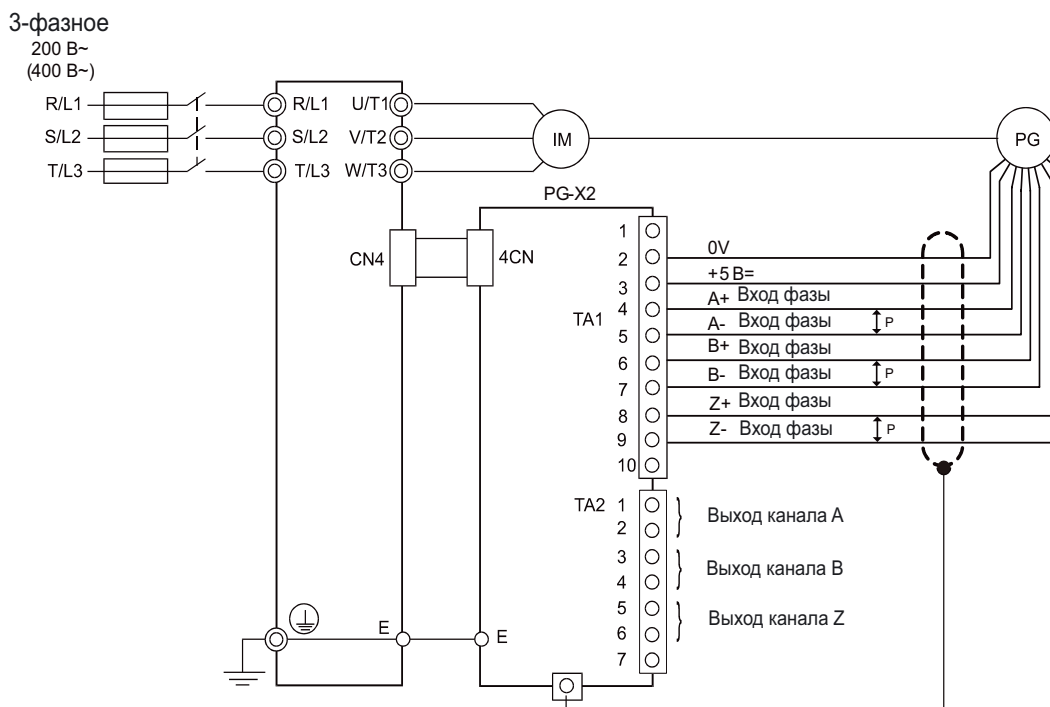 3-фазное
200 В~
(400 В~)
R/L1
R/L1
U/T1
S/L2
S/L2
V/T2
IM
PG
T/L3
T/L3
W/T3
PG-X2
CN4
4CN
TA1
1
2
0V
3
+5 В=
4
A+ Вход фазы
5
A- Вход фазы
P
6
B+ Вход фазы
7
B- Вход фазы
P
8
Z+ Вход фазы
9
Z- Вход фазы
P
10
TA2
1
2
Выход канала A
3
4
Выход канала B
5
6
Выход канала Z
7
E
E